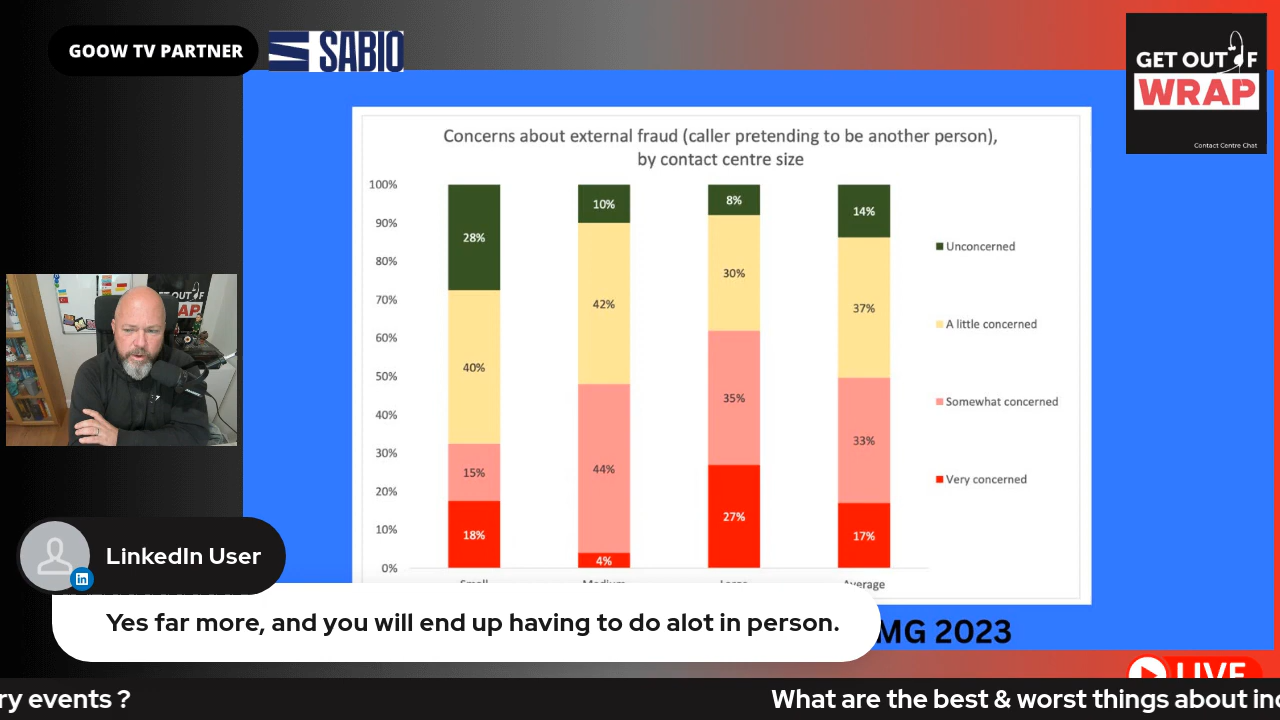 GOOW TV PARTNER
SABIO
GET OUT OF
WRAP
Contact Centre Chat
Concerns about external fraud (caller pretending to be another person),
by contact centre size
100%
90%
80%
70%
60%
50%
40%
30%
20%
10%
0%
28%
40%
15%
18%
10%
42%
44%
4%
8%
30%
35%
27%
14%
37%
33%
17%
Unconcerned
A little concerned
Somewhat concerned
Very concerned
Small Medium Large Average
LinkedIn User
in
Yes far more, and you will end up having to do alot in person.
MG 2023
LIVE
ry events ?
What are the best & worst things about inc